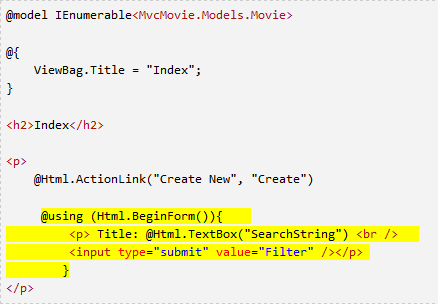 @model IEnumerable<MvcMovie.Models.Movie>
@{
ViewBag.Title = "Index";
}
<h2>Index</h2>
<p>
@Html.ActionLink("Create New", "Create")
@using (Html.BeginForm()){
<p> Title: @Html.TextBox("SearchString") <br />
<input type="submit" value="Filter" /></p>
}
</p>